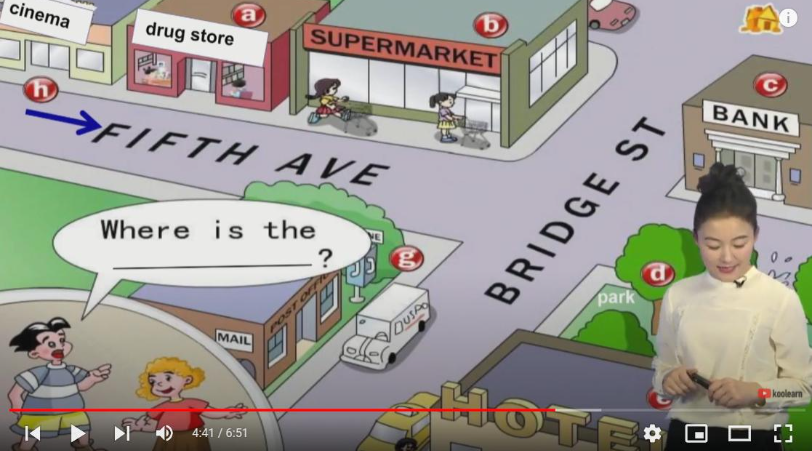 cinema
a
drug store
b
i
SUPERMARKET
c
h
BANK
FIFTH AVE
BRIDGE ST
Where is the
____________?
g
d
park
POST OFFICE
MAIL
koolearn
HOTEL
4:41 / 6:51